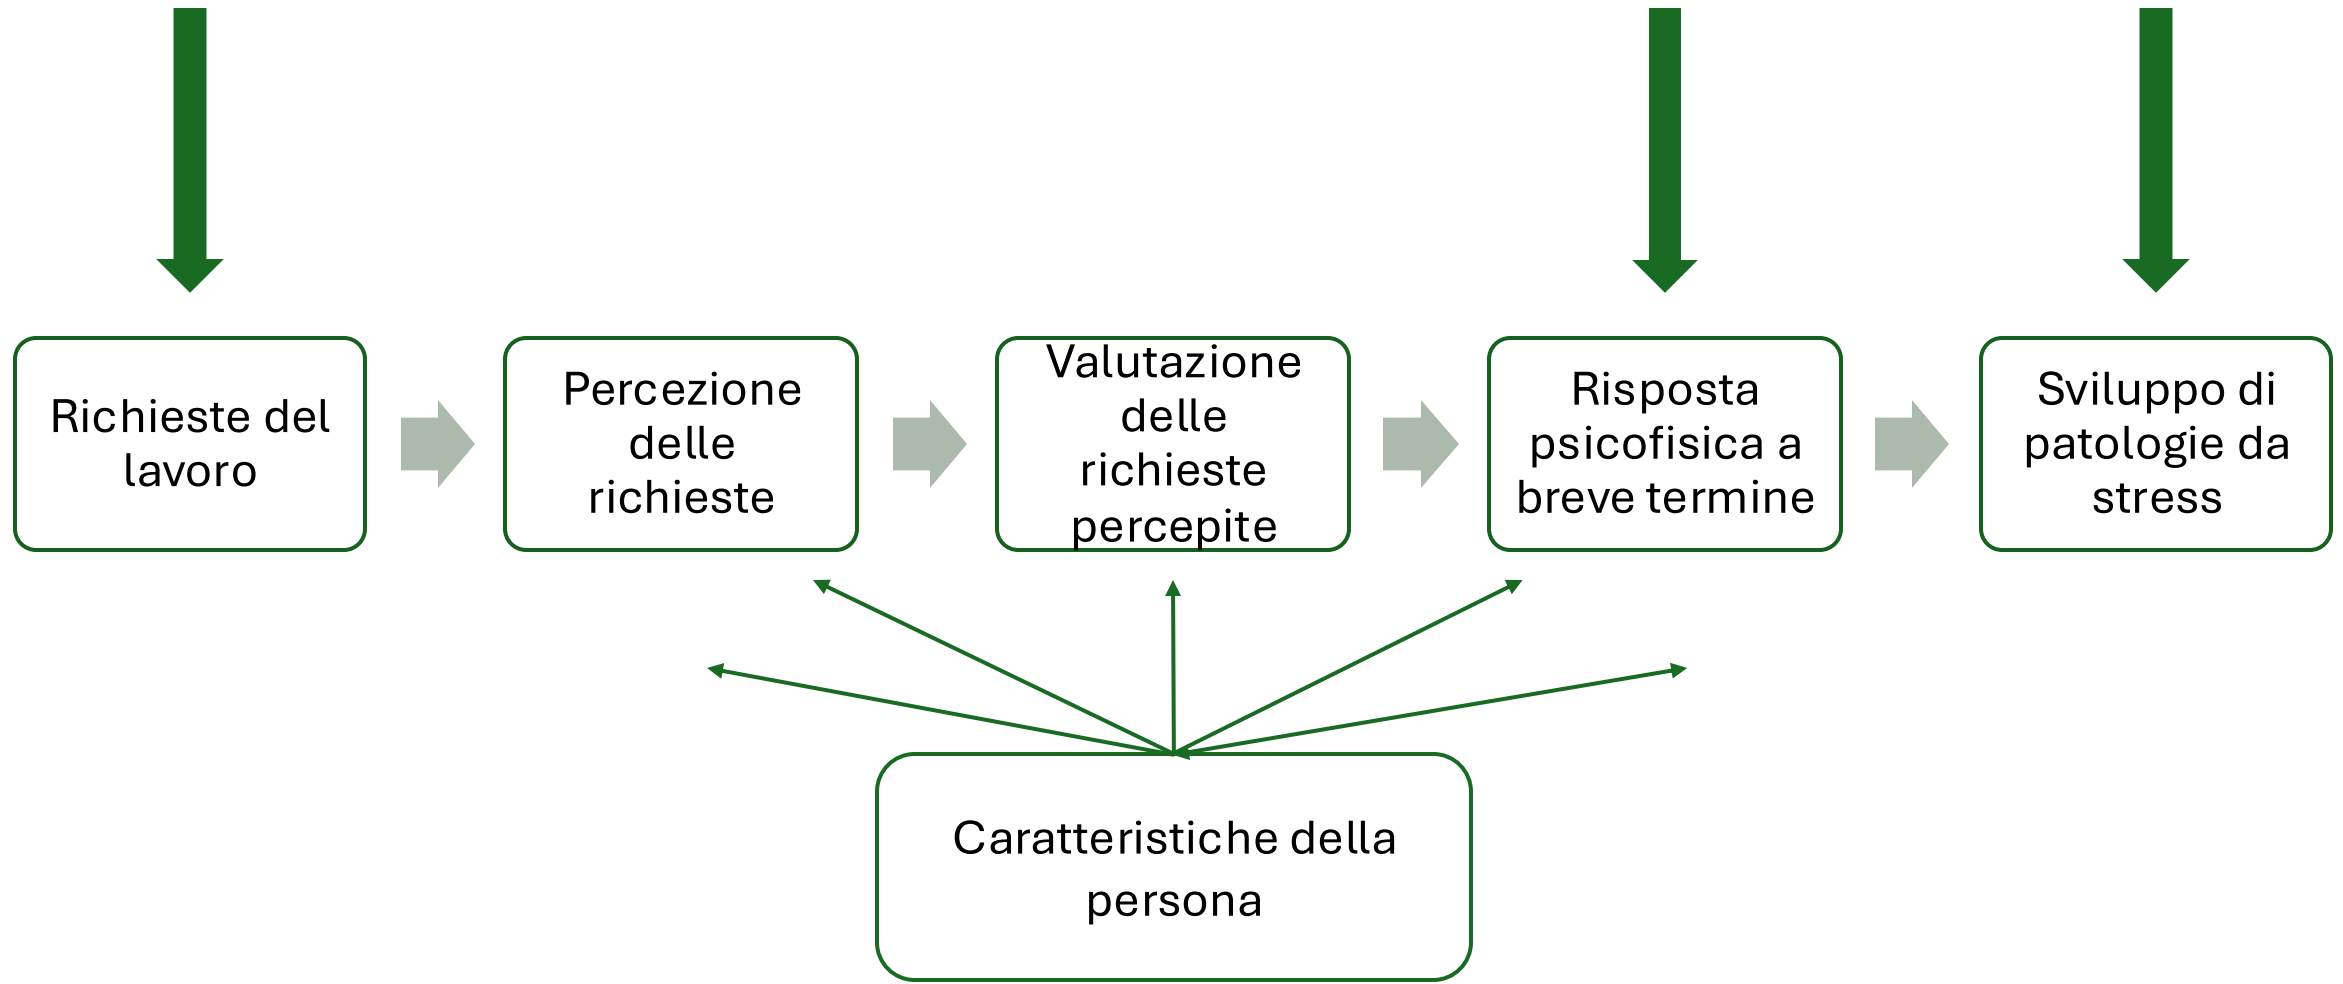 Richieste del
lavoro
Percezione
delle
richieste
Valutazione
delle
richieste
percepite
Risposta
psicofisica a
breve termine
Sviluppo di
patologie da
stress
Caratteristiche della
persona